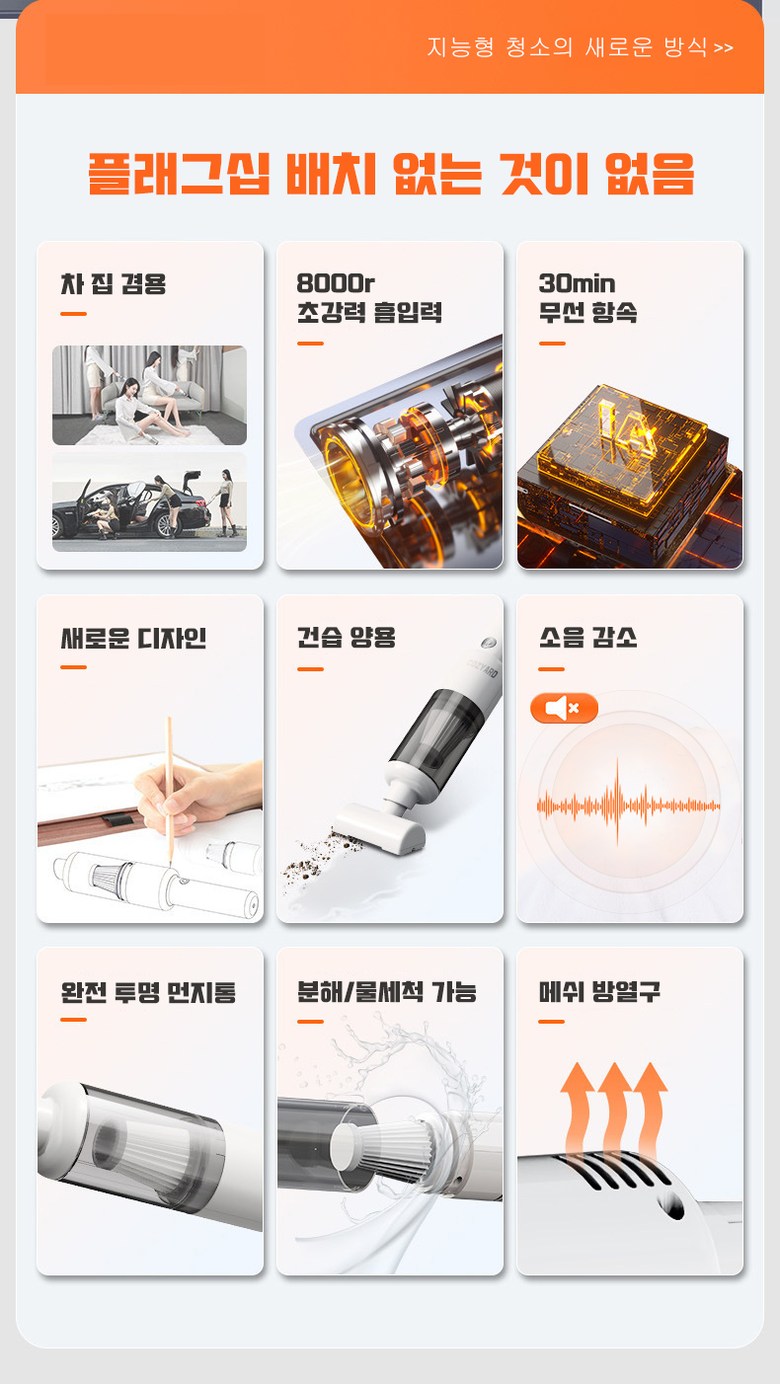 지능형 청소의 새로운 방식 >>
플래그십 배치 없는 것이 없음
차 집 겸용
8000r
초강력 흡입력
30min
무선 항속
새로운 디자인
건습 양용
소음 감소
완전 투명 먼지통
분해/물세척 가능
메쉬 방열구